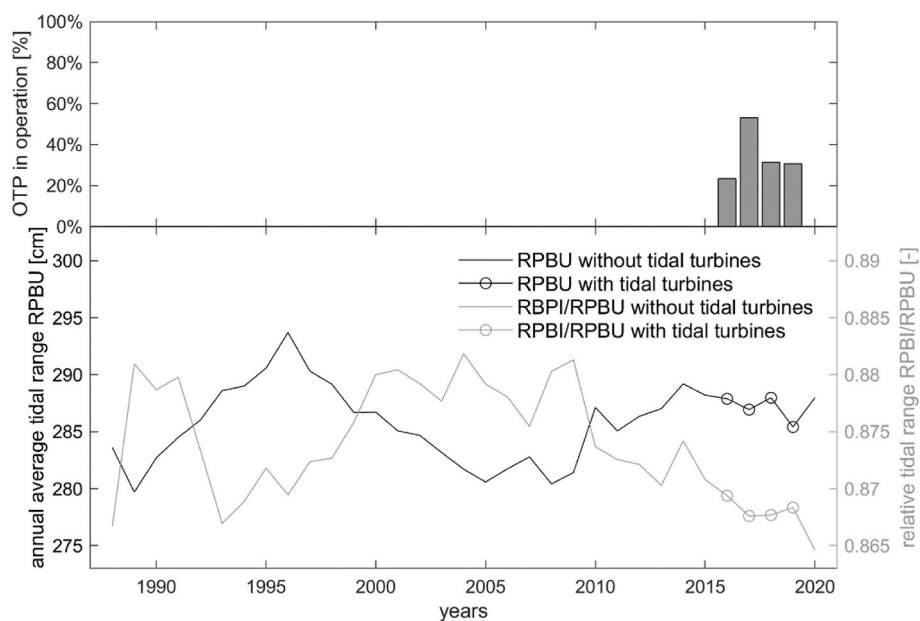 100%
80%
60%
40%
20%
0%
OTP in operation [%]
300
295
290
285
280
275
annual average tidal range RPBU [cm]
RPBU without tidal turbines
RPBU with tidal turbines
RBPI/RPBU without tidal turbines
RPBI/RPBU with tidal turbines
0.89
0.885
0.88
0.875
0.87
0.865
relative tidal range RPBI/RPBU [-]
1990 1995 2000 2005 2010 2015 2020
years